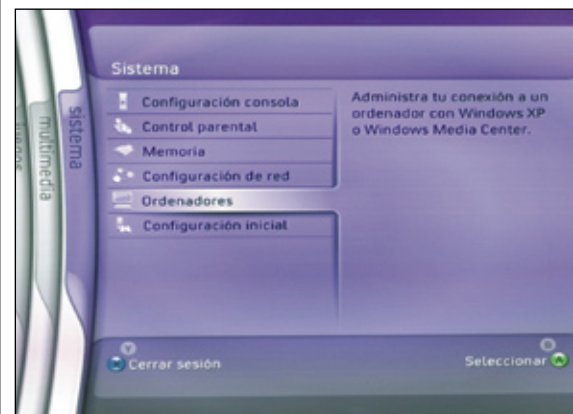 juegos
multimedia
sistema
Sistema
Configuración consola
Control parental
Memoria
Configuración de red
Ordenadores
Configuración inicial
Administra tu conexión a un
ordenador con Windows XP
o Windows Media Center.
Y
X Cerrar sesión
Seleccionar A